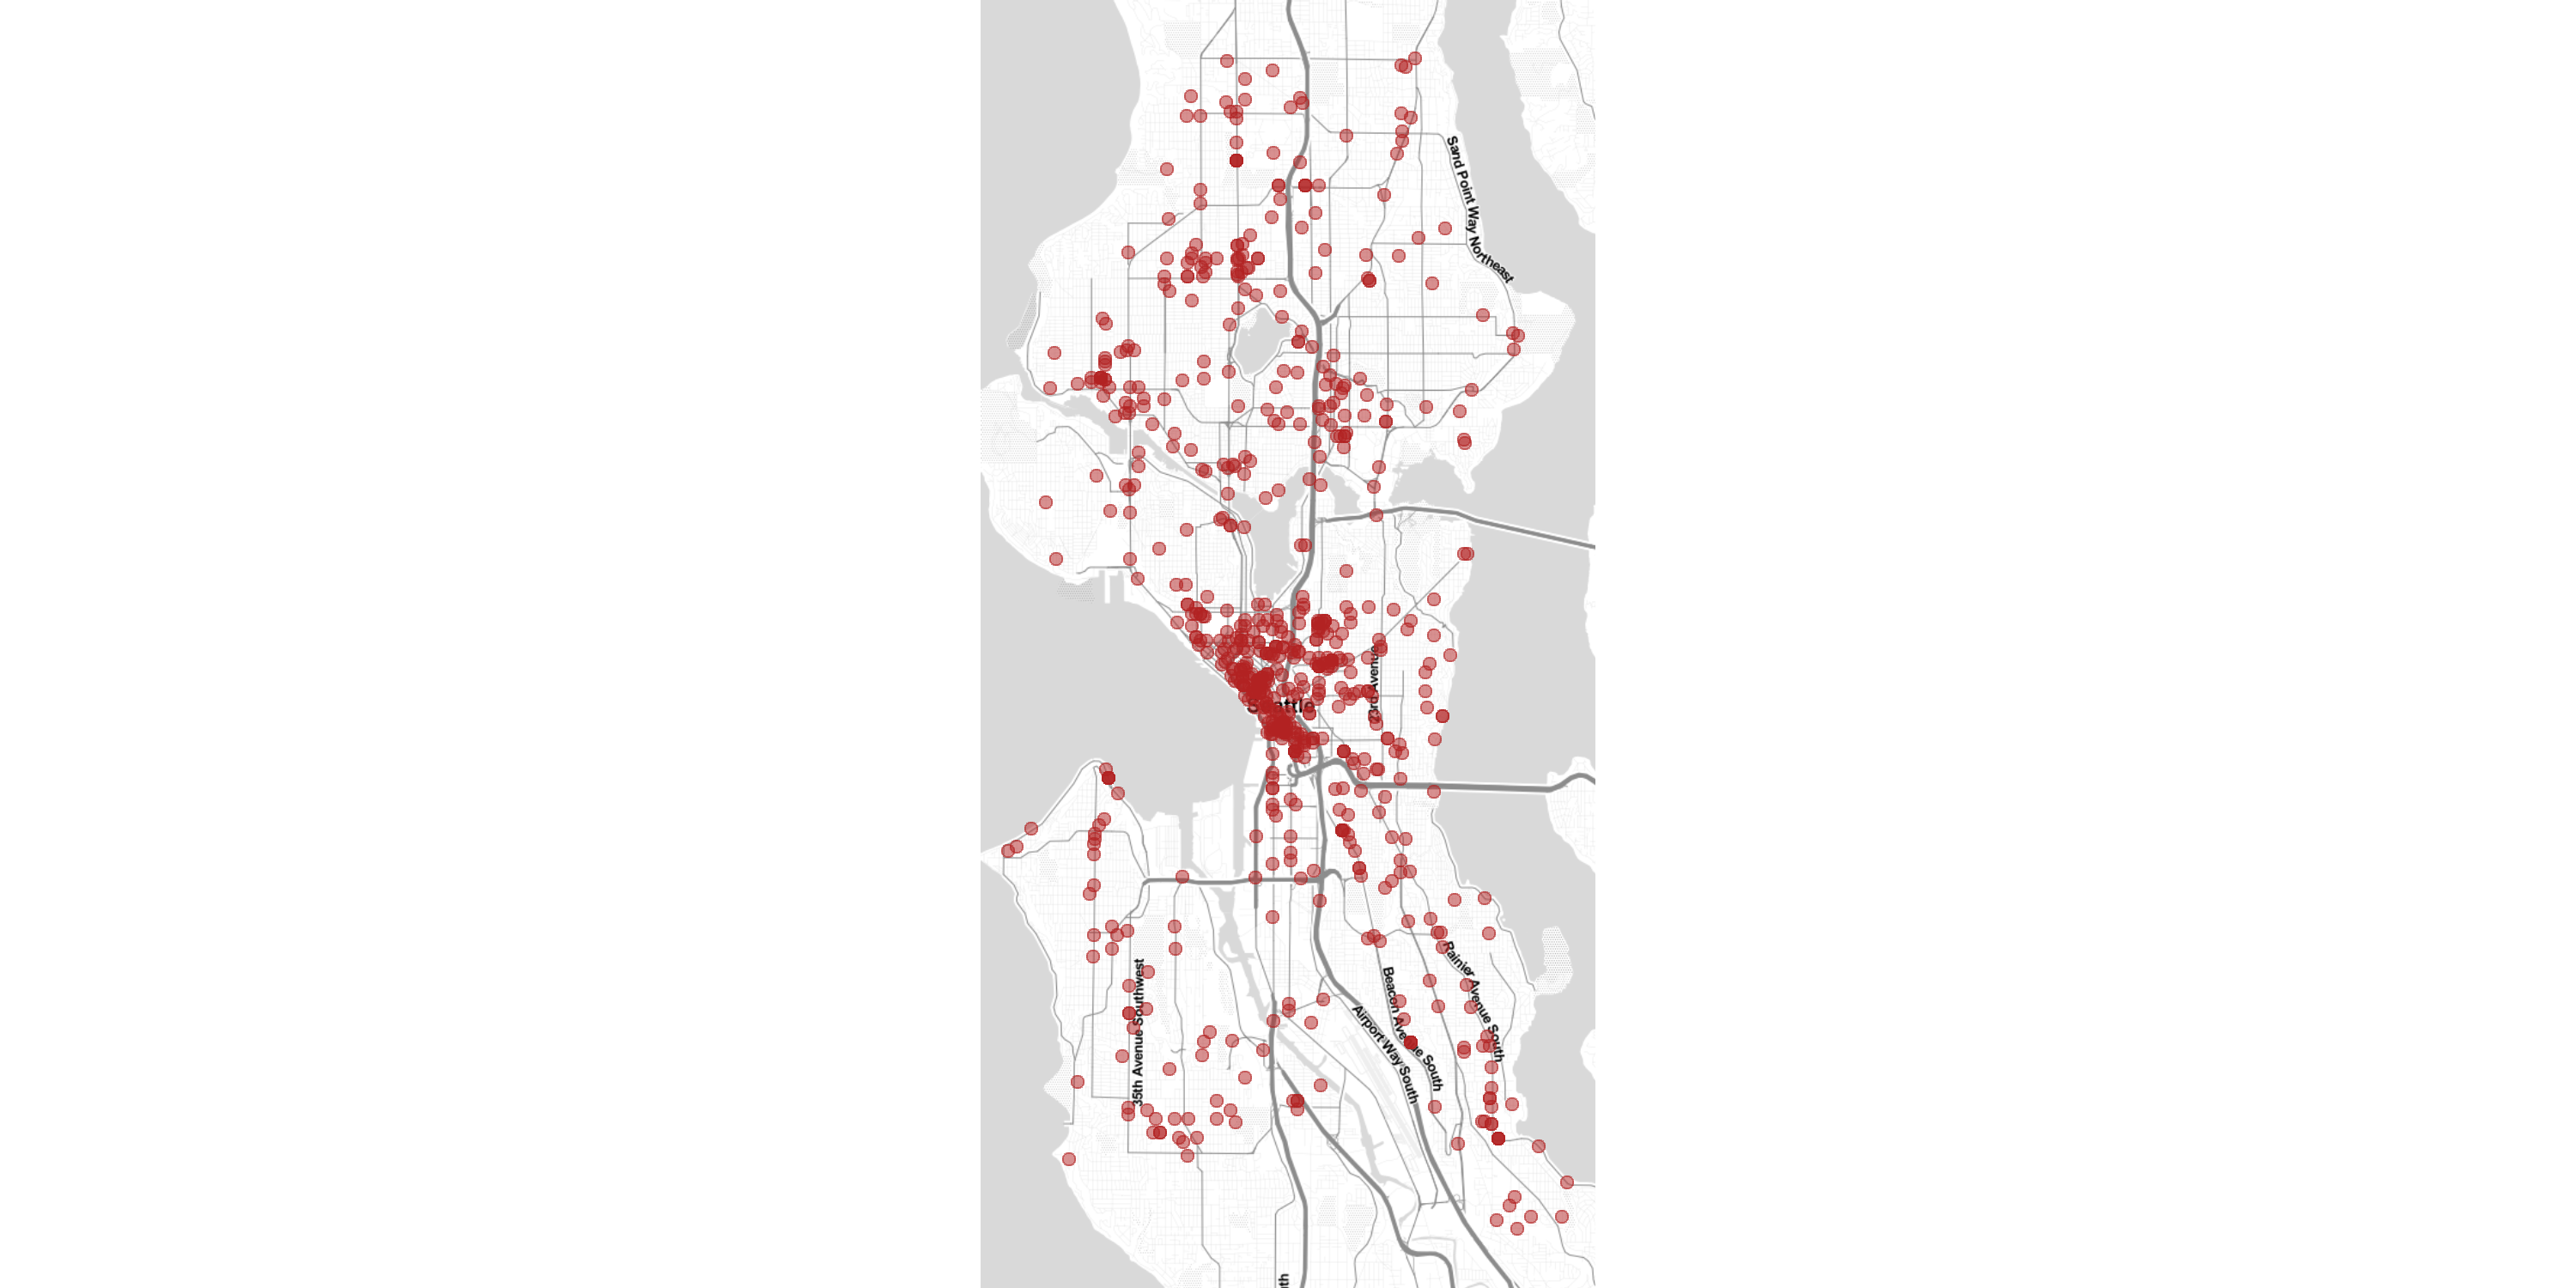 Sand Point Way Northeast
23rd Avenue
Seattle
Rainier Avenue South
Beacon Avenue South
35th Avenue Southwest
Airport Way South
th